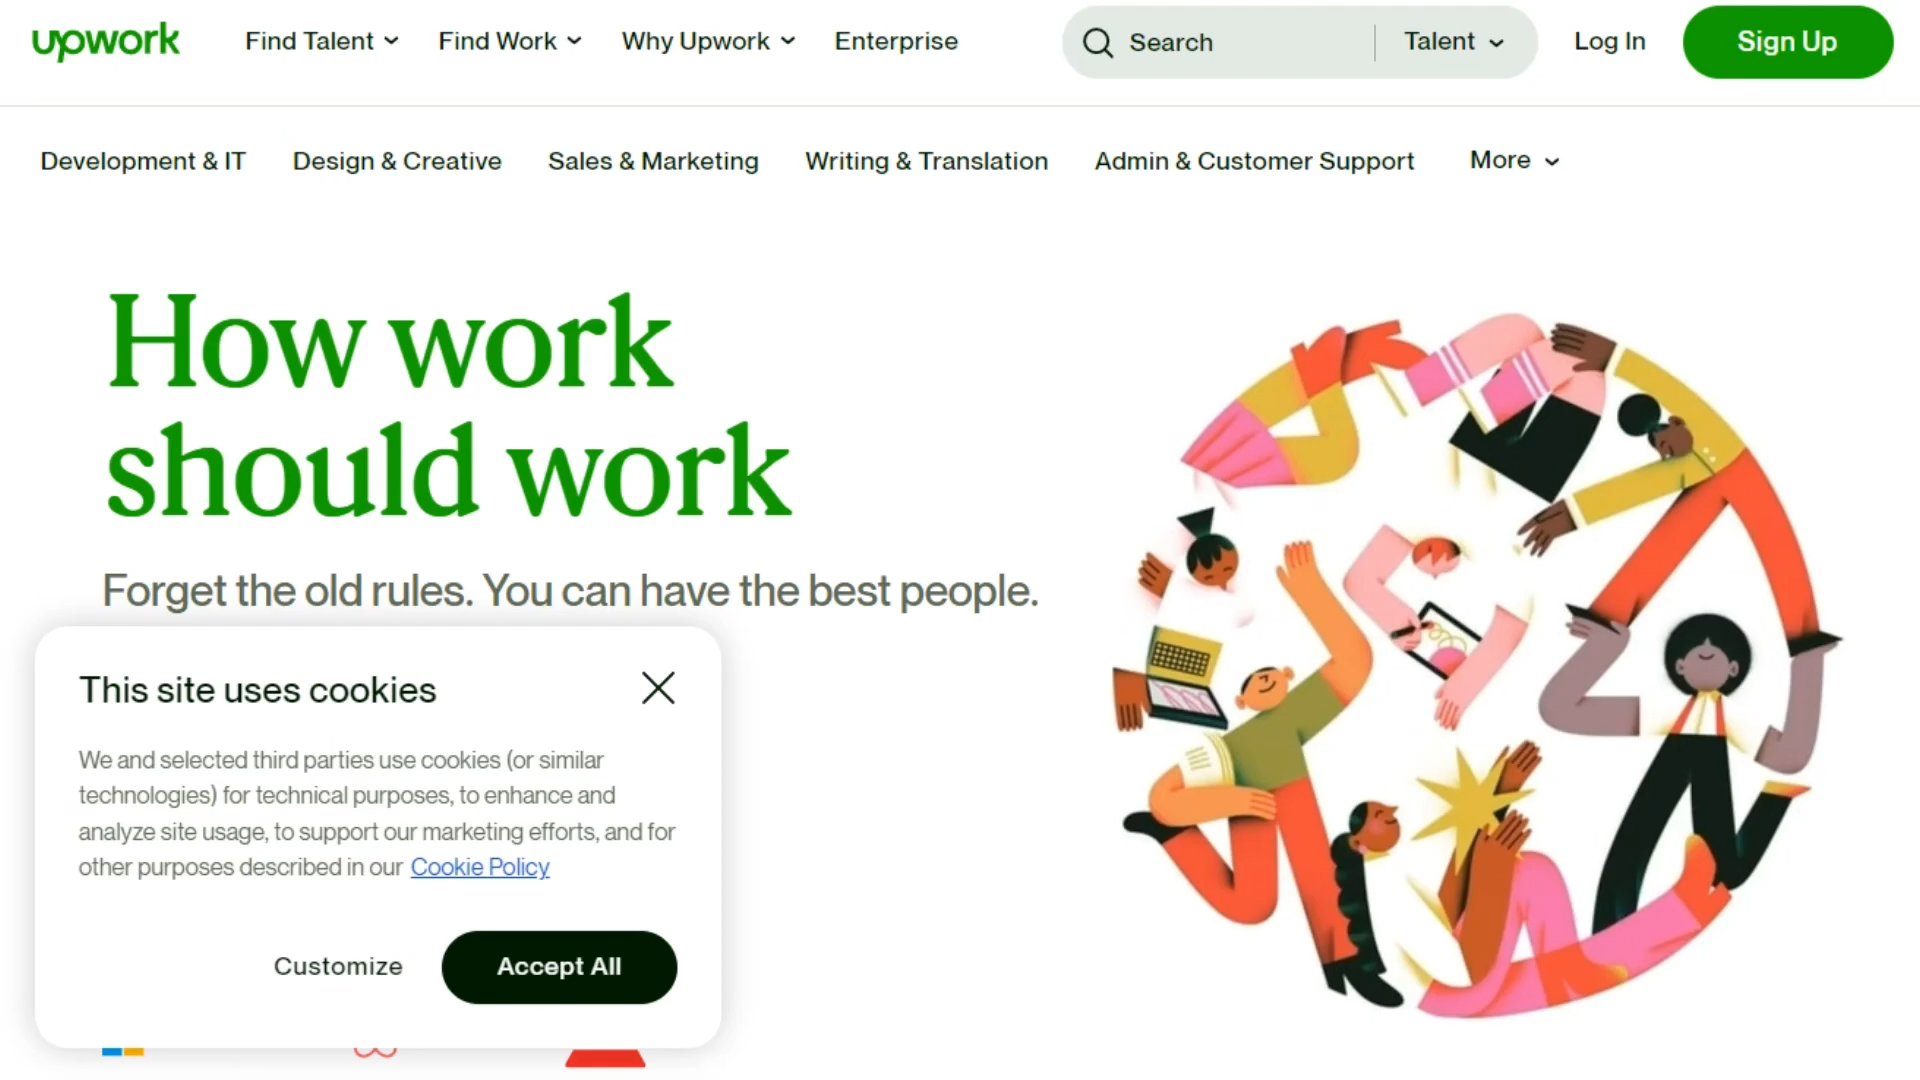 upwork Find Talent Find Work Why Upwork Enterprise Search Talent Log In Sign Up
Development & IT Design & Creative Sales & Marketing Writing & Translation Admin & Customer Support More
How work
should work
Forget the old rules. You can have the best people.
This site uses cookies
We and selected third parties use cookies (or similar
technologies) for technical purposes, to enhance and
analyze site usage, to support our marketing efforts, and for
other purposes described in our Cookie Policy
Customize Accept All